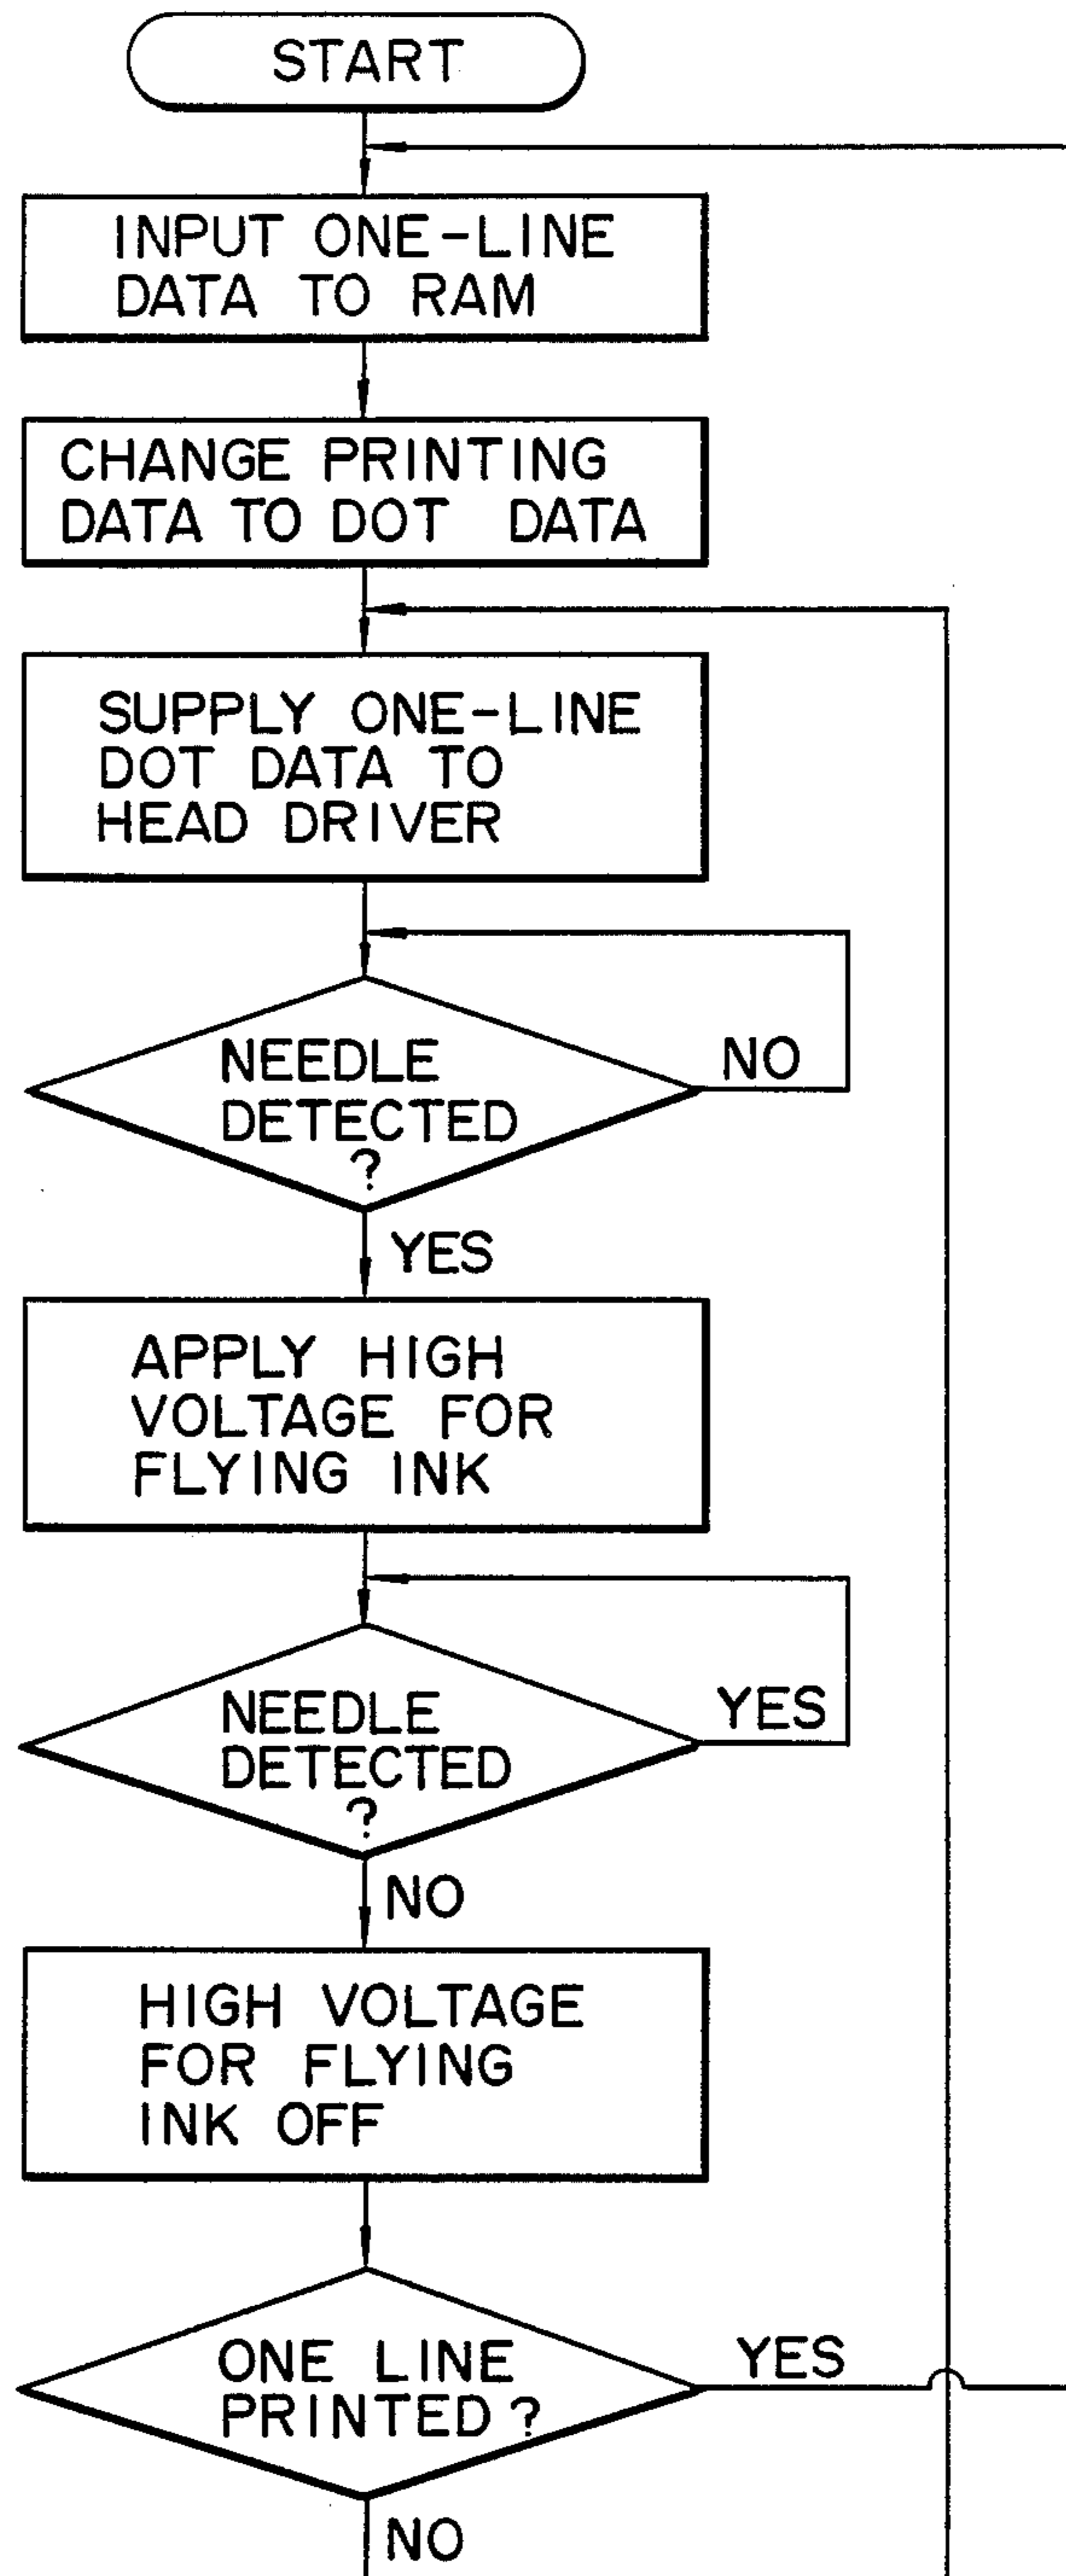 START
INPUT ONE-LINE
DATA TO RAM
CHANGE PRINTING
DATA TO DOT DATA
SUPPLY ONE-LINE
DOT DATA TO
HEAD DRIVER
NEEDLE
DETECTED
?
NO
YES
APPLY HIGH
VOLTAGE FOR
FLYING INK
NEEDLE
DETECTED
?
YES
NO
HIGH VOLTAGE
FOR FLYING
INK OFF
ONE LINE
PRINTED?
YES
NO